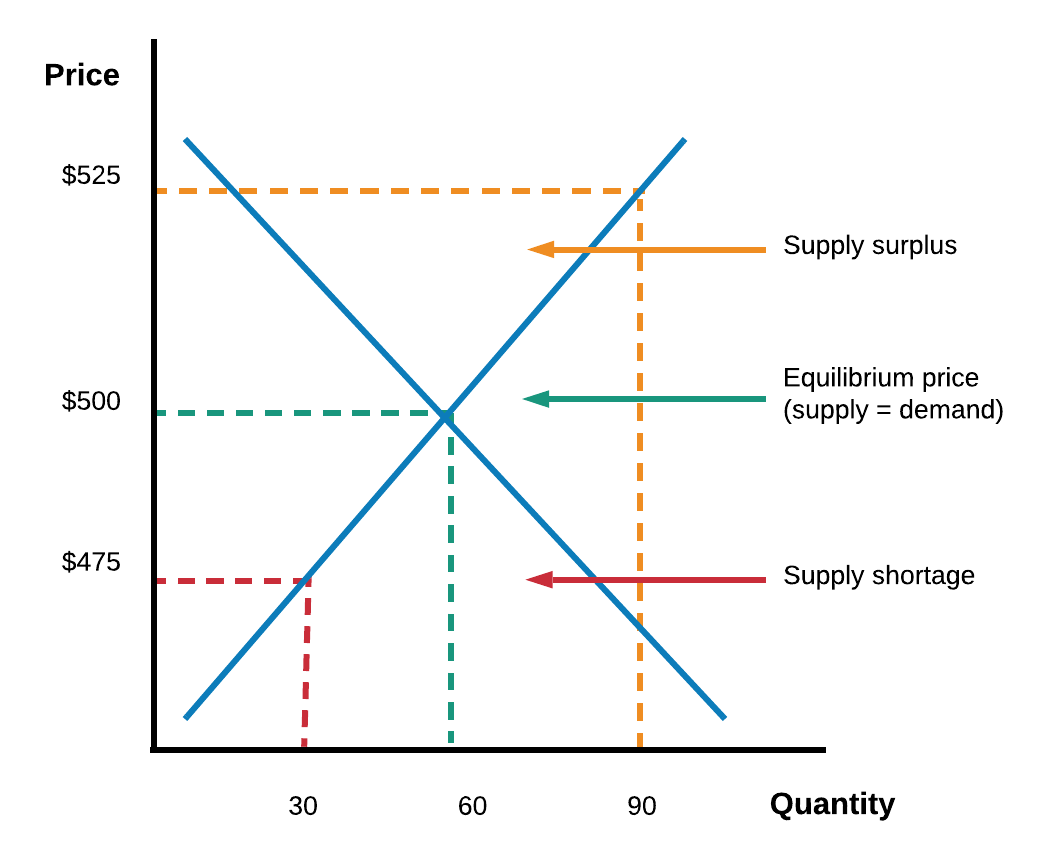 Price
$525
Supply surplus
Equilibrium price
$500
(supply = demand)
$475
Supply shortage
30 60 90 Quantity